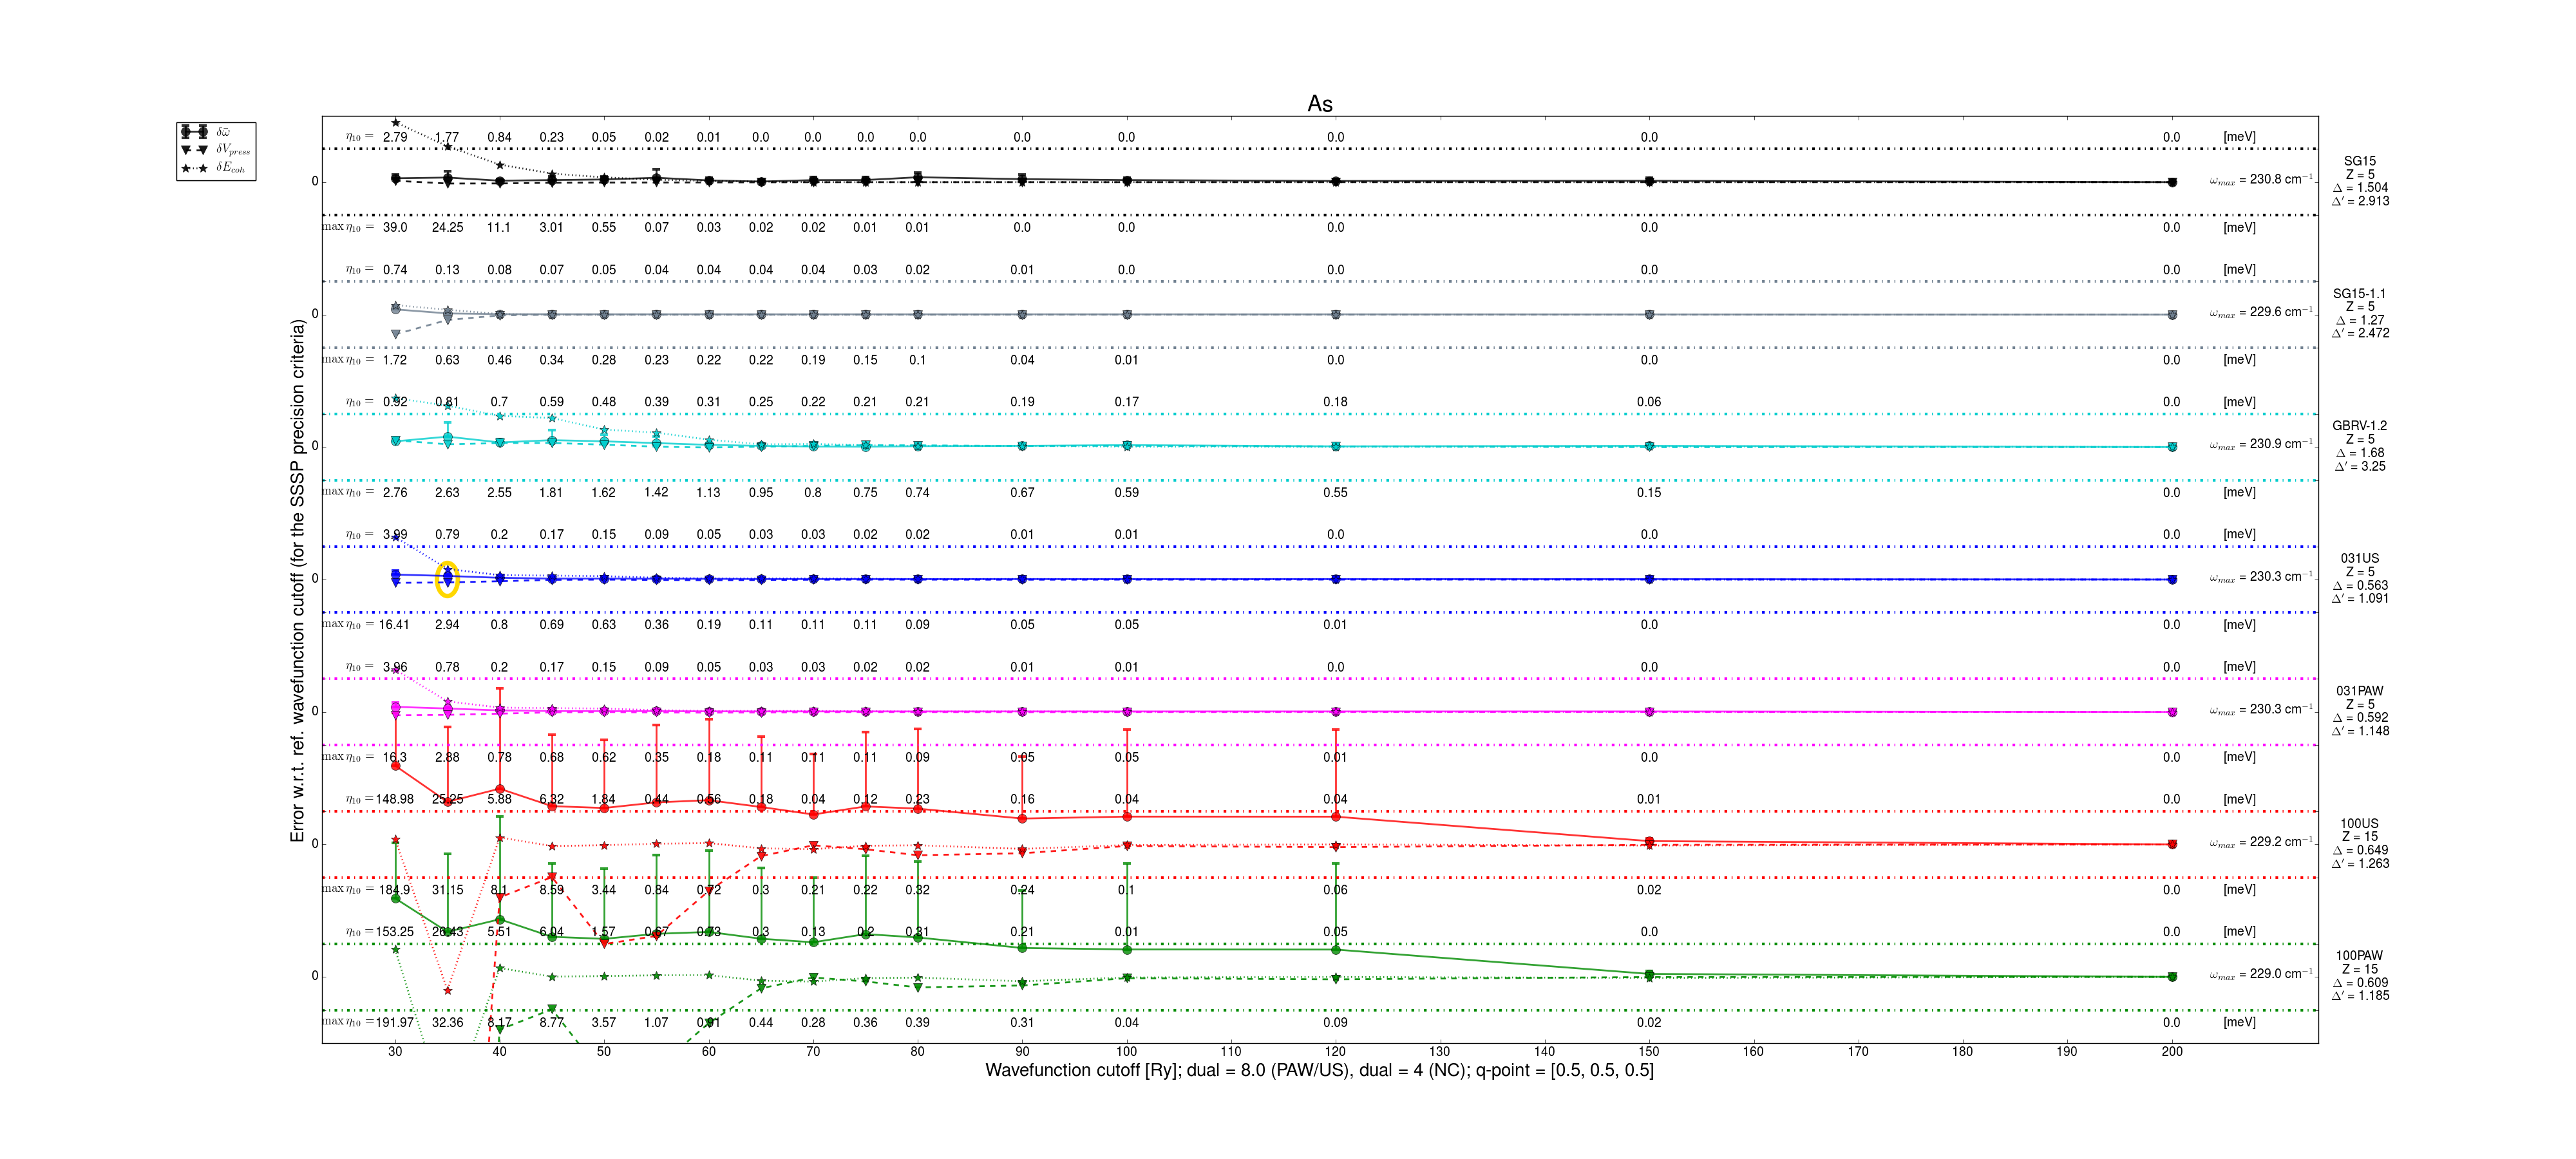 As
δω̄
δV_press
δE_coh
Error w.r.t. ref. wavefunction cutoff (for the SSSP precision criteria)
η₁₀ = 2.79 1.77 0.84 0.23 0.05 0.02 0.01 0.0 0.0 0.0 0.0 0.0 0.0 0.0 0.0 0.0 [meV]
0 ω_max = 230.8 cm⁻¹
max η₁₀ = 39.0 24.25 11.1 3.01 0.55 0.07 0.03 0.02 0.02 0.01 0.01 0.0 0.0 0.0 0.0 0.0 [meV]
SG15
Z = 5
Δ = 1.504
Δ′ = 2.913
η₁₀ = 0.74 0.13 0.08 0.07 0.05 0.04 0.04 0.04 0.04 0.03 0.02 0.01 0.0 0.0 0.0 0.0 [meV]
0 ω_max = 229.6 cm⁻¹
max η₁₀ = 1.72 0.63 0.46 0.34 0.28 0.23 0.22 0.22 0.19 0.15 0.1 0.04 0.01 0.0 0.0 0.0 [meV]
SG15-1.1
Z = 5
Δ = 1.27
Δ′ = 2.472
η₁₀ = 0.92 0.81 0.7 0.59 0.48 0.39 0.31 0.25 0.22 0.21 0.21 0.19 0.17 0.18 0.06 0.0 [meV]
0 ω_max = 230.9 cm⁻¹
max η₁₀ = 2.76 2.63 2.55 1.81 1.62 1.42 1.13 0.95 0.8 0.75 0.74 0.67 0.59 0.55 0.15 0.0 [meV]
GBRV-1.2
Z = 5
Δ = 1.68
Δ′ = 3.25
η₁₀ = 3.99 0.79 0.2 0.17 0.15 0.09 0.05 0.03 0.03 0.02 0.02 0.01 0.01 0.0 0.0 0.0 [meV]
0 ω_max = 230.3 cm⁻¹
max η₁₀ = 16.41 2.94 0.8 0.69 0.63 0.36 0.19 0.11 0.11 0.11 0.09 0.05 0.05 0.01 0.0 0.0 [meV]
031US
Z = 5
Δ = 0.563
Δ′ = 1.091
η₁₀ = 3.96 0.78 0.2 0.17 0.15 0.09 0.05 0.03 0.03 0.02 0.02 0.01 0.01 0.0 0.0 0.0 [meV]
0 ω_max = 230.3 cm⁻¹
max η₁₀ = 16.3 2.88 0.78 0.68 0.62 0.35 0.18 0.11 0.11 0.11 0.09 0.05 0.05 0.01 0.0 0.0 [meV]
031PAW
Z = 5
Δ = 0.592
Δ′ = 1.148
η₁₀ = 148.98 25.25 5.88 6.32 1.84 0.44 0.56 0.18 0.04 0.12 0.23 0.16 0.04 0.04 0.01 0.0 [meV]
0 ω_max = 229.2 cm⁻¹
max η₁₀ = 184.9 31.15 8.1 8.59 3.44 0.84 0.72 0.3 0.21 0.22 0.32 0.24 0.1 0.06 0.02 0.0 [meV]
100US
Z = 15
Δ = 0.649
Δ′ = 1.263
η₁₀ = 153.25 26.43 5.51 6.04 1.57 0.67 0.73 0.3 0.13 0.2 0.31 0.21 0.01 0.05 0.0 0.0 [meV]
0 ω_max = 229.0 cm⁻¹
max η₁₀ = 191.97 32.36 8.17 8.77 3.57 1.07 0.91 0.44 0.28 0.36 0.39 0.31 0.04 0.09 0.02 0.0 [meV]
100PAW
Z = 15
Δ = 0.609
Δ′ = 1.185
30 40 50 60 70 80 90 100 110 120 130 140 150 160 170 180 190 200
Wavefunction cutoff [Ry]; dual = 8.0 (PAW/US), dual = 4 (NC); q-point = [0.5, 0.5, 0.5]